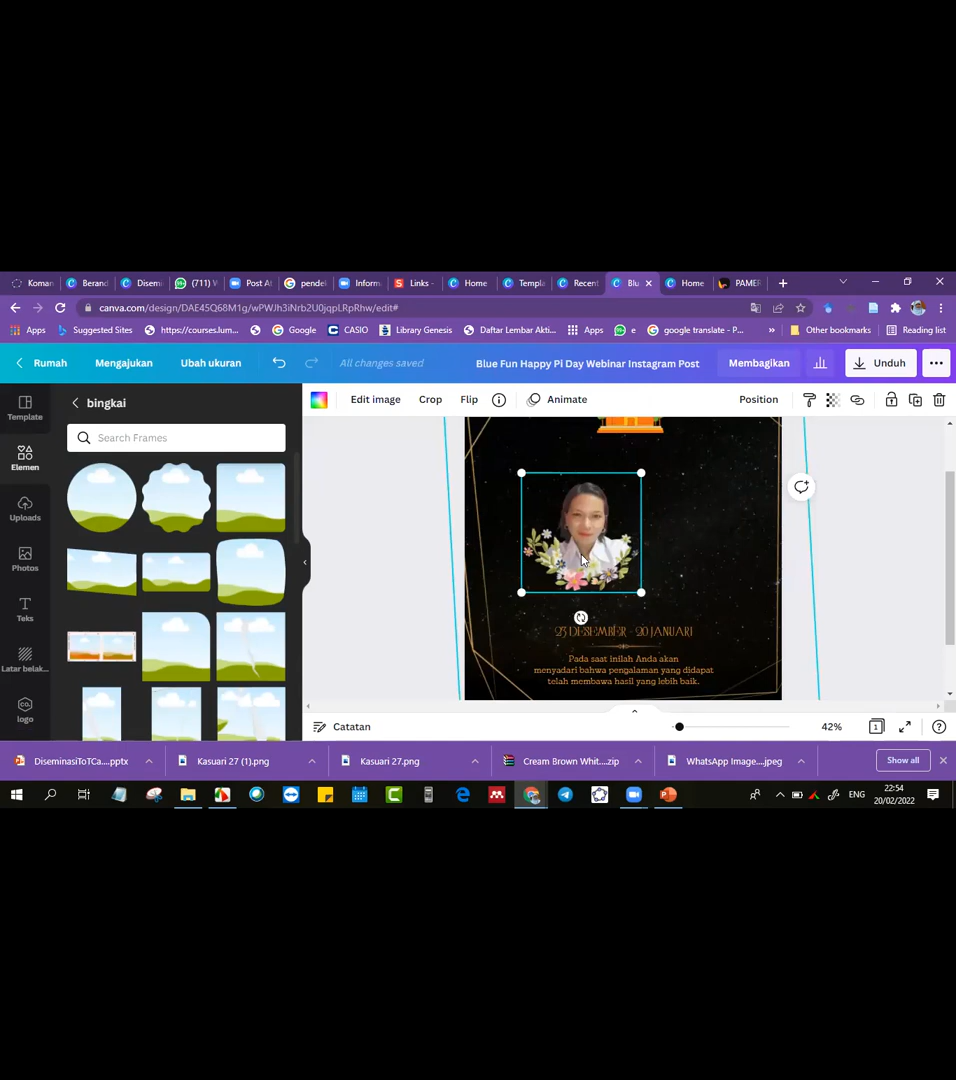 Koman
Berand
Disemi
(711) W
Post At
pendef
Inform
Links -
Home
Templa
Recent
Blu
Home
PAMER
canva.com/design/DAE45Q68M1g/wPWJh3iNrb2U0jqpLRpRhw/edit#
Apps
Suggested Sites
https://coursesJum...
Google
CASIO
Library Genesis
Daftar Lembar Akti...
Apps
e
google translate - P...
»
Other bookmarks
Reading list
Rumah
Mengajukan
Ubah ukuran
All changes saved
Blue Fun Happy Pi Day Webinar Instagram Post
Membagikan
Unduh
Template
Elemen
Uploads
Photos
Teks
Latar belak...
logo
bingkai
Search Frames
Edit image
Crop
Flip
Animate
Position
23 DESEMBER - 20 JANUARI
Pada saat inilah Anda akan
menyadari bahwa pengalaman yang didapat
telah membawa hasil yang lebih baik.
Catatan
42%
1
DiseminasiToTCa....pptx
Kasuari 27 (1).png
Kasuari 27.png
Cream Brown Whit....zip
WhatsApp Image....jpeg
Show all
ENG
22:54
20/02/2022